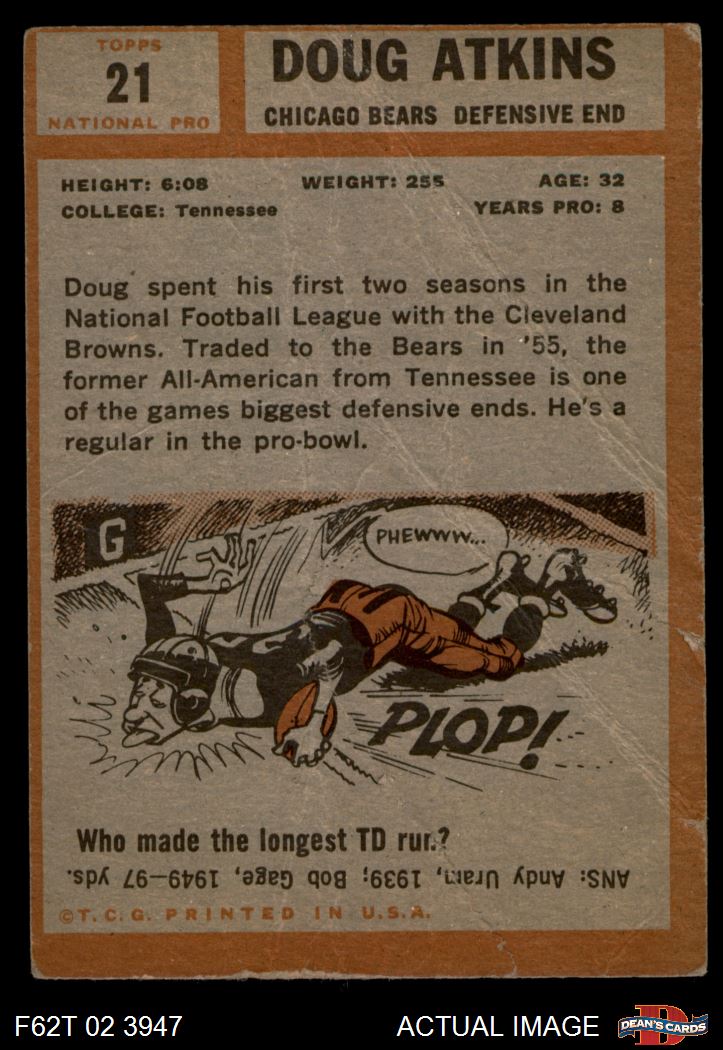 TOPPS
21
NATIONAL PRO
DOUG ATKINS
CHICAGO BEARS DEFENSIVE END
HEIGHT: 6:08 WEIGHT: 255 AGE: 32
COLLEGE: Tennessee YEARS PRO: 8
Doug spent his first two seasons in the
National Football League with the Cleveland
Browns. Traded to the Bears in '55, the
former All-American from Tennessee is one
of the games biggest defensive ends. He's a
regular in the pro-bowl.
G
PHEWWW...
PLOP!
Who made the longest TD run?
ANS: Andy Uram, 1939; Bob Gage, 1949—97 yds.
©T.C.G. PRINTED IN U.S.A.
F62T 02 3947 ACTUAL IMAGE
D
DEAN'S CARDS